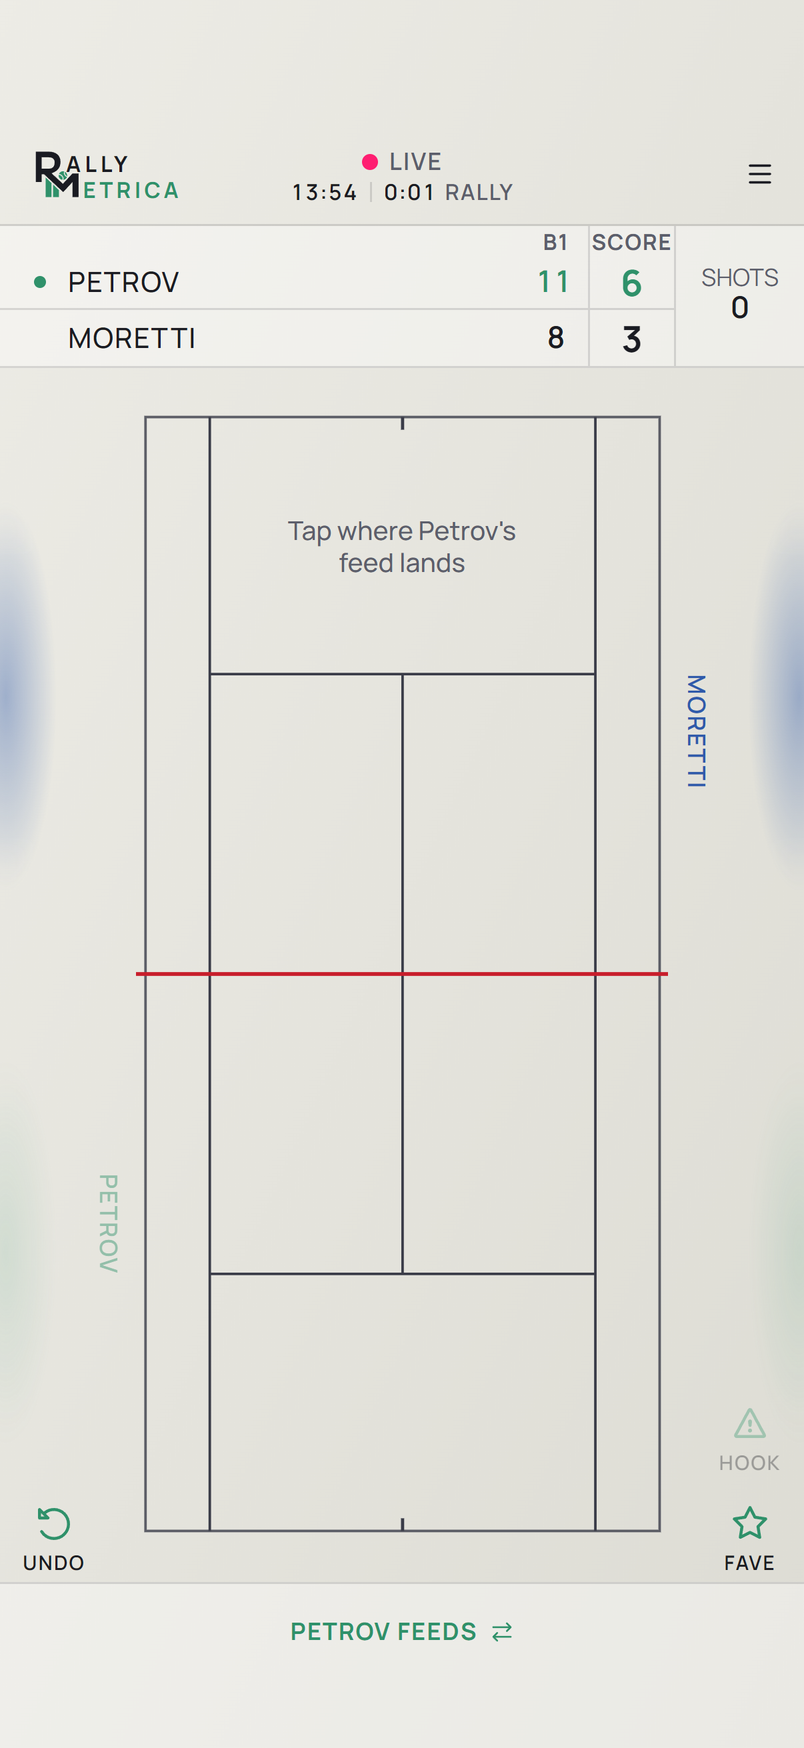 RALLY
METRICA
LIVE
13:54 | 0:01 RALLY
B1 SCORE
PETROV 11 6
MORETTI 8 3
SHOTS
0
Tap where Petrov's
feed lands
MORETTI
PETROV
HOOK
UNDO
FAVE
PETROV FEEDS